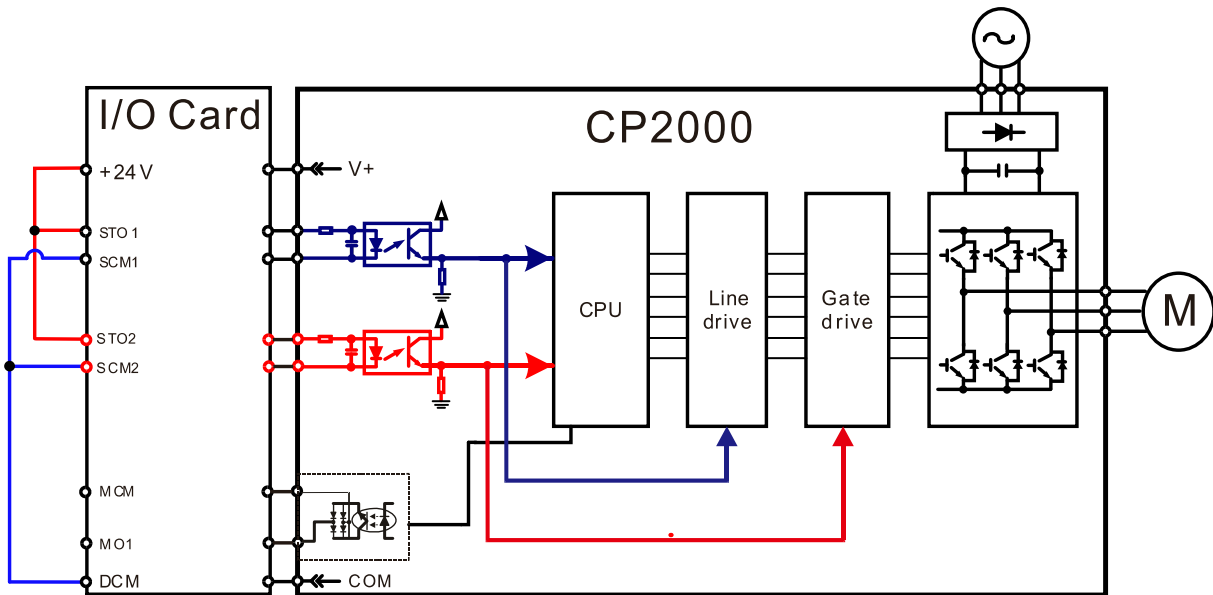 I/O Card
CP2000
+24V
V+
STO1
SCM1
STO2
SCM2
CPU
Line
drive
Gate
drive
M
MCM
MO1
DCM
COM